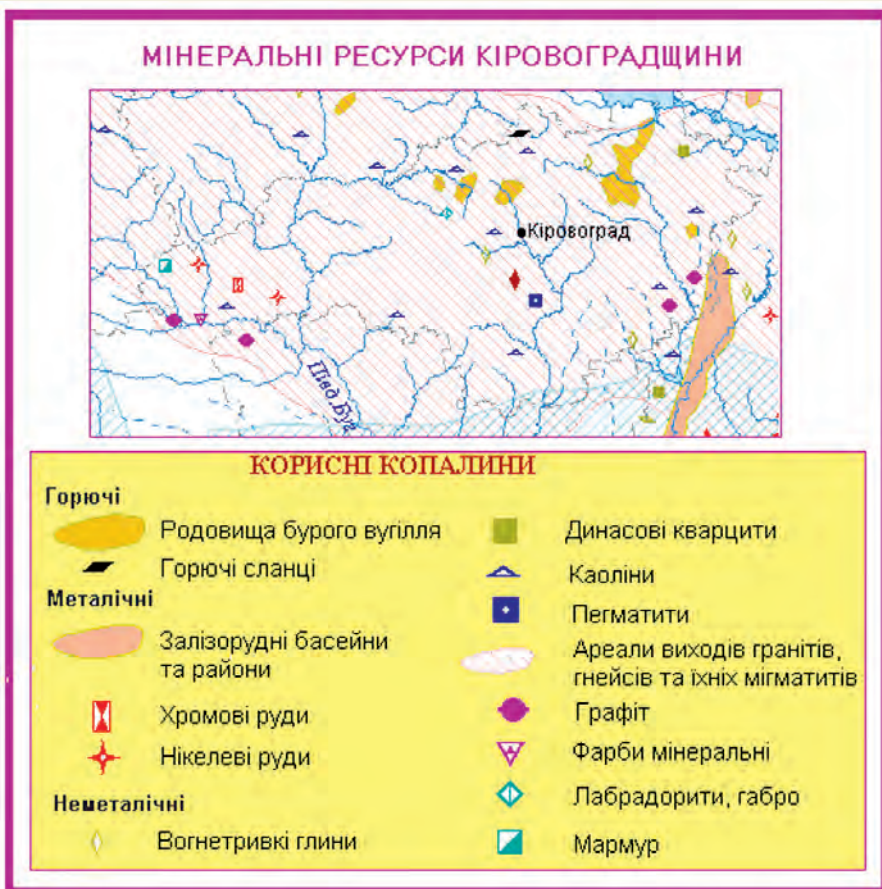 МІНЕРАЛЬНІ РЕСУРСИ КІРОВОГРАДЩИНИ
Кіровоград
Півд.Буг
КОРИСНІ КОПАЛИНИ
Горючі
Родовища бурого вугілля
Горючі сланці
Металічні
Залізорудні басейни
та райони
Хромові руди
Нікелеві руди
Неметалічні
Вогнетривкі глини
Динасові кварцити
Каоліни
Пегматити
Ареали виходів гранітів,
гнейсів та їхніх мігматитів
Графіт
Фарби мінеральні
Лабрадорити, габро
Мармур